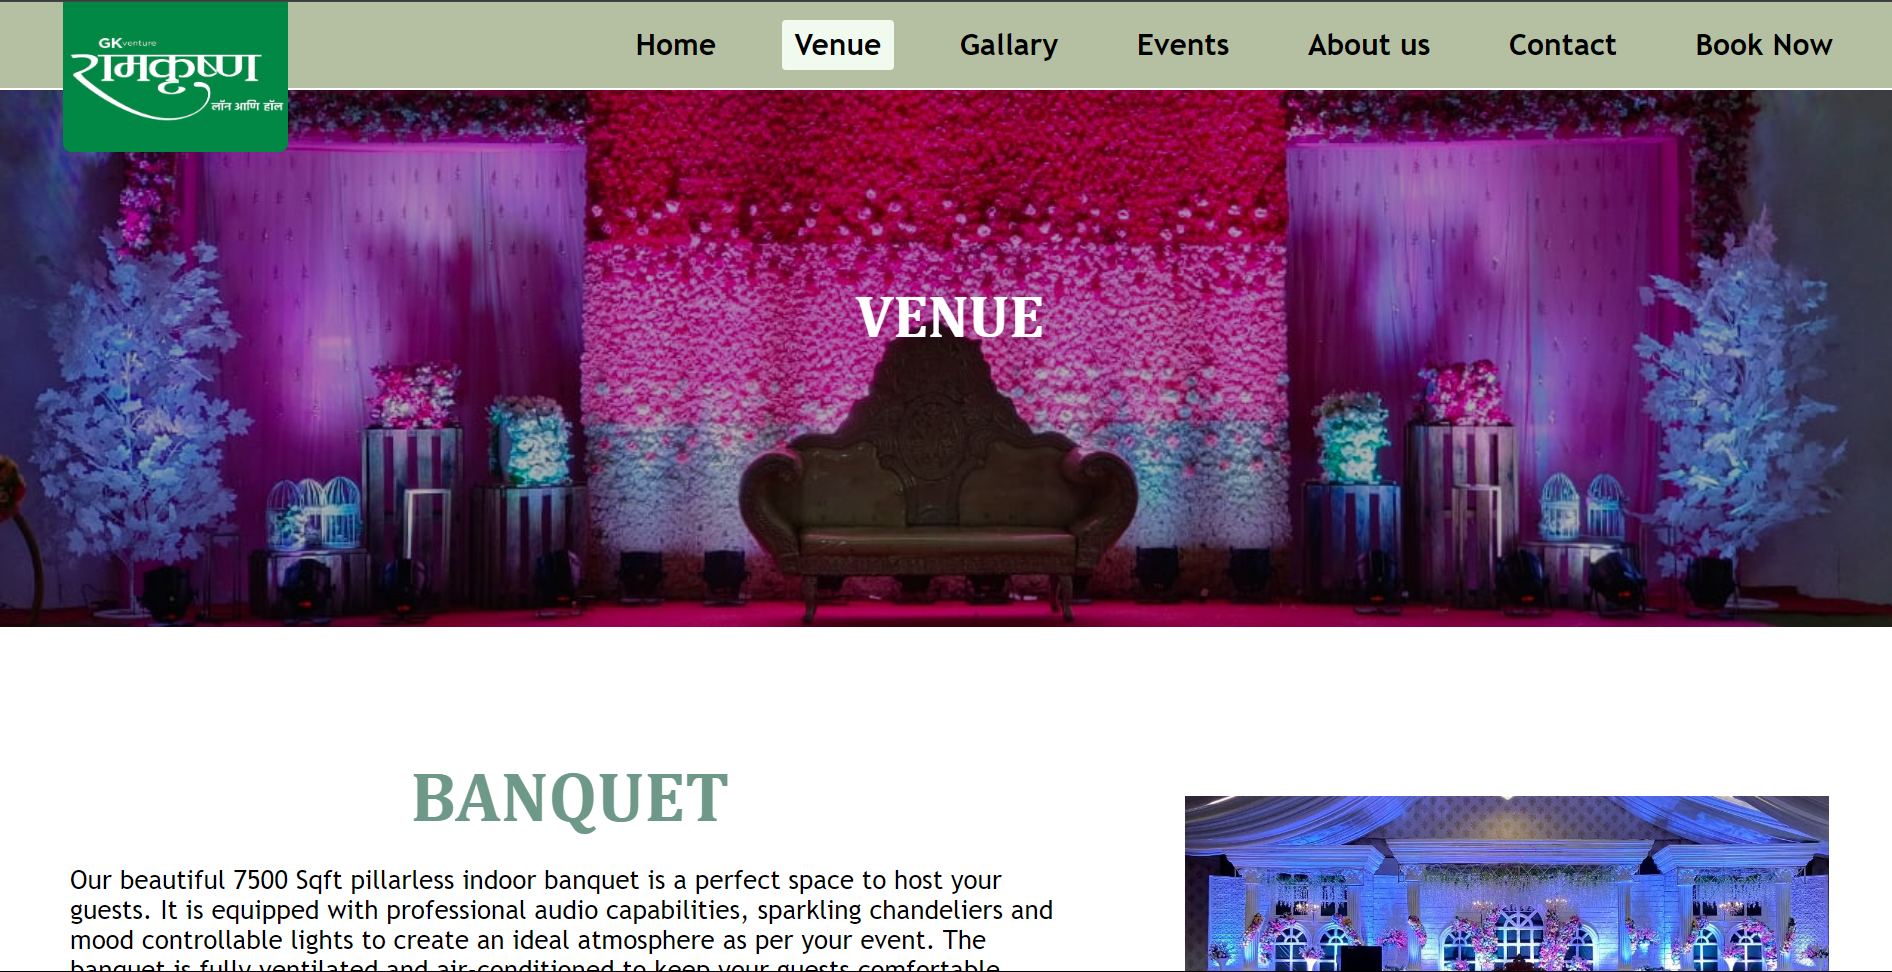 GKventure
रामकृष्ण
लॉन आणि हॉल
Home Venue Gallary Events About us Contact Book Now
VENUE
BANQUET
Our beautiful 7500 Sqft pillarless indoor banquet is a perfect space to host your
guests. It is equipped with professional audio capabilities, sparkling chandeliers and
mood controllable lights to create an ideal atmosphere as per your event. The
banquet is fully ventilated and air-conditioned to keep your guests comfortable